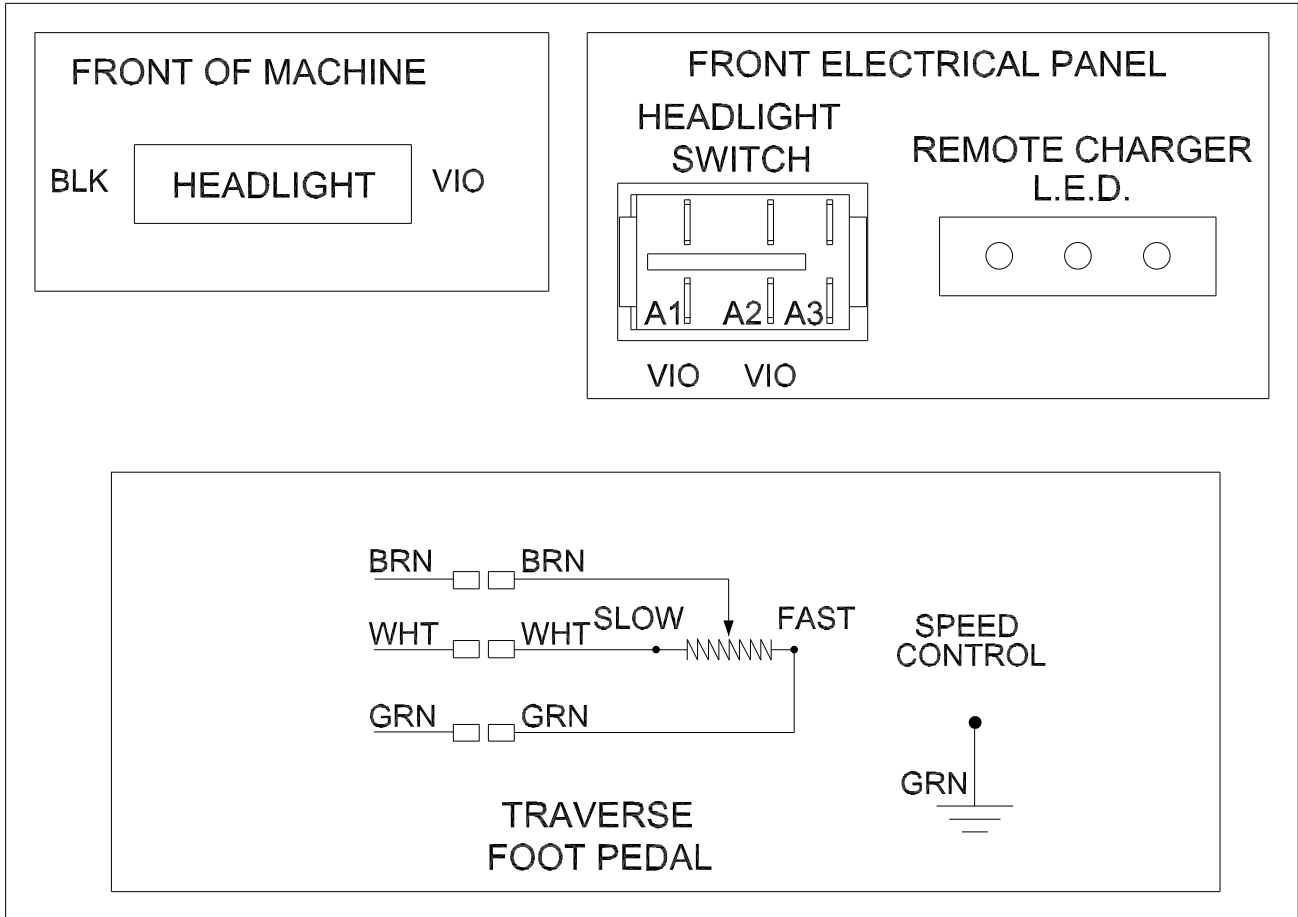 FRONT OF MACHINE
BLK
HEADLIGHT
VIO
FRONT ELECTRICAL PANEL
HEADLIGHT
SWITCH
A1
A2
A3
VIO
VIO
REMOTE CHARGER
L.E.D.
BRN
BRN
WHT
WHT
SLOW
FAST
GRN
GRN
SPEED
CONTROL
GRN
TRAVERSE
FOOT PEDAL